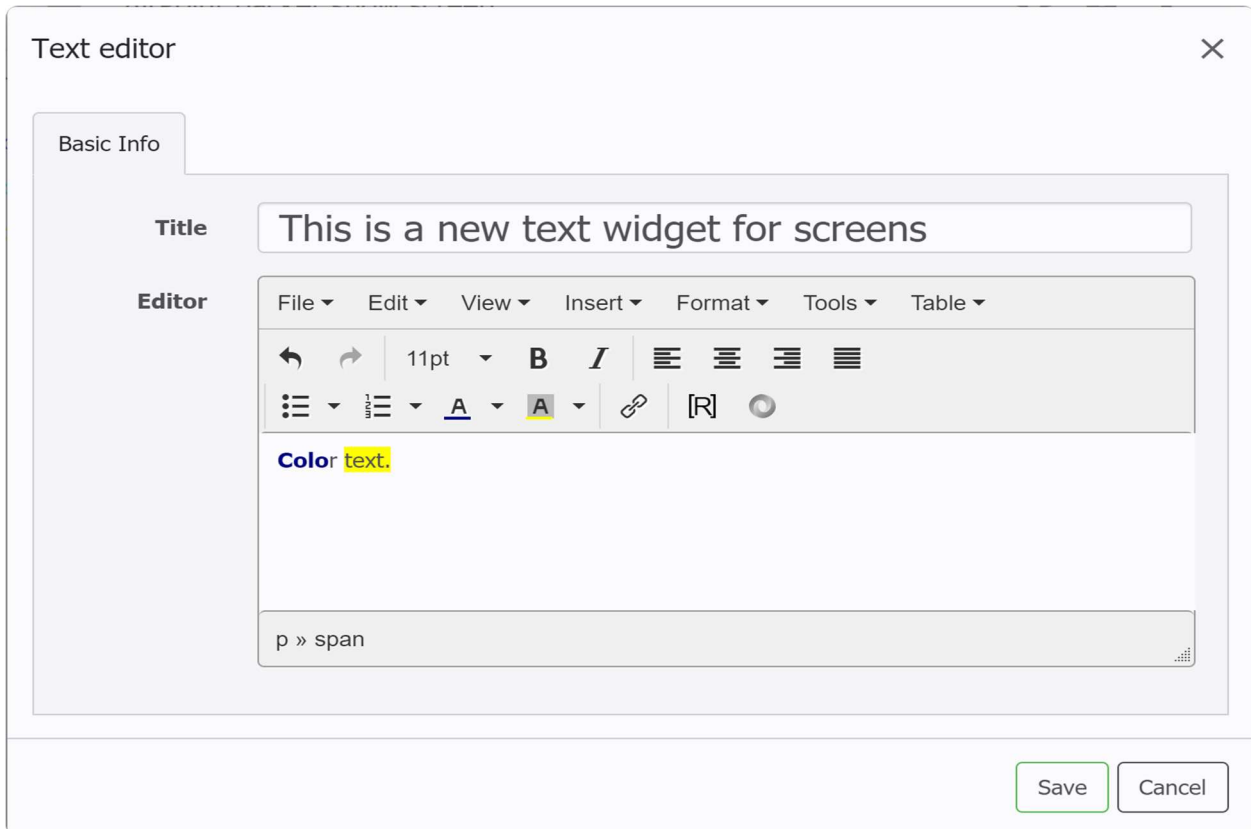 Text editor
Basic Info
Title This is a new text widget for screens
Editor File Edit View Insert Format Tools Table
11pt B I
A A [R]
Color text.
p » span
Save Cancel